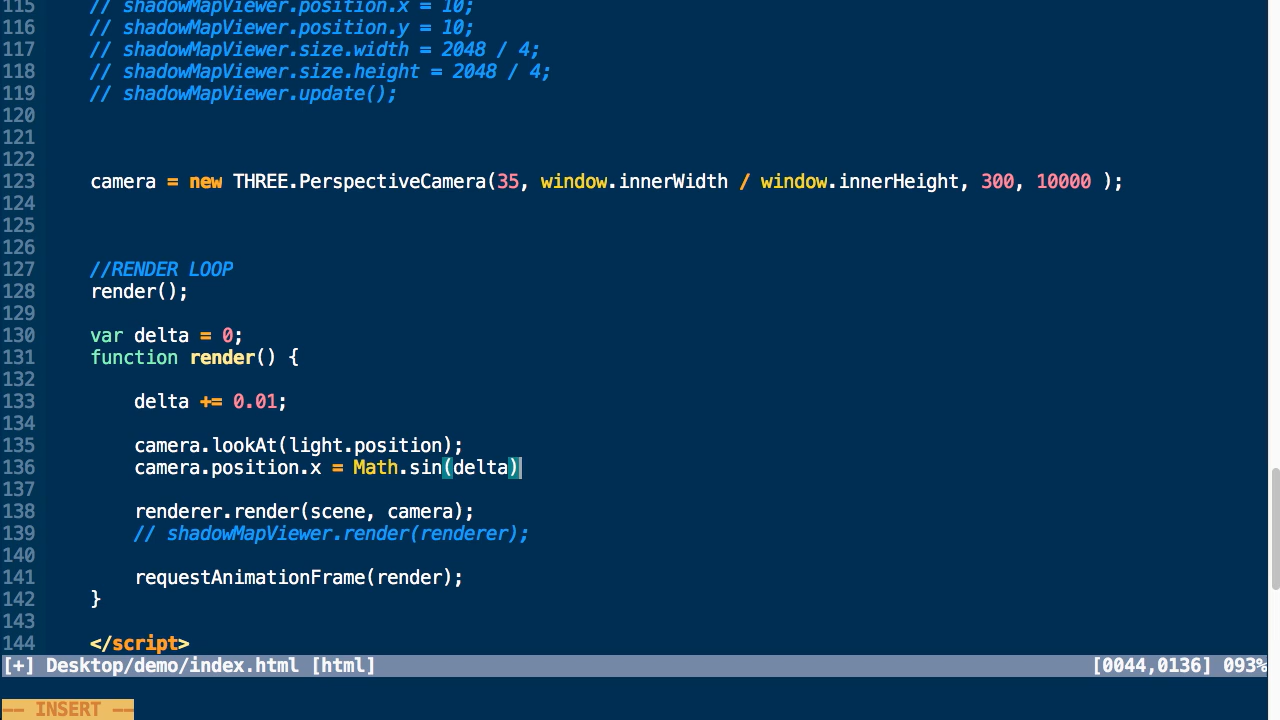 115 // shadowMapViewer.position.x = 10;
116 // shadowMapViewer.position.y = 10;
117 // shadowMapViewer.size.width = 2048 / 4;
118 // shadowMapViewer.size.height = 2048 / 4;
119 // shadowMapViewer.update();
120
121
122
123 camera = new THREE.PerspectiveCamera(35, window.innerWidth / window.innerHeight, 300, 10000 );
124
125
126
127 //RENDER LOOP
128 render();
129
130 var delta = 0;
131 function render() {
132
133 delta += 0.01;
134
135 camera.lookAt(light.position);
136 camera.position.x = Math.sin(delta)
137
138 renderer.render(scene, camera);
139 // shadowMapViewer.render(renderer);
140
141 requestAnimationFrame(render);
142 }
143
144 </script>
[+] Desktop/demo/index.html [html] [0044,0136] 093%
-- INSERT --